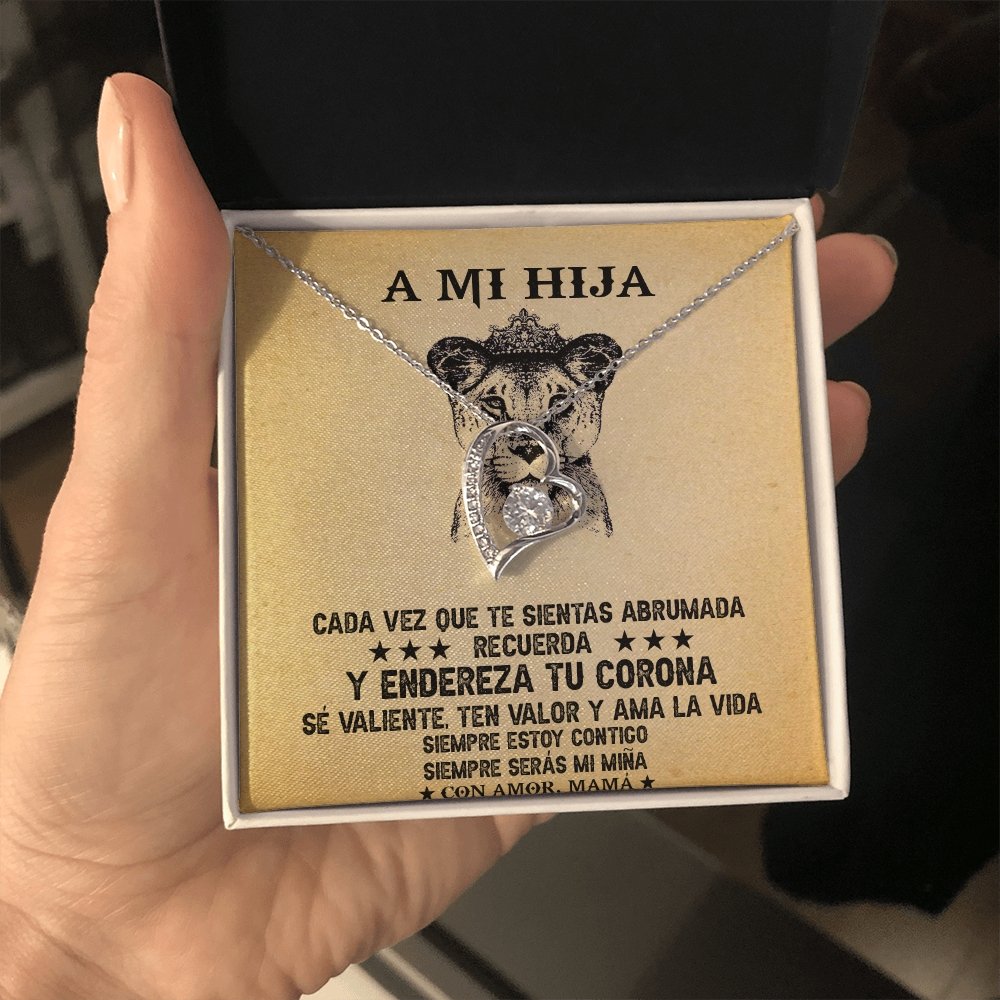 A MI HIJA
CADA VEZ QUE TE SIENTAS ABRUMADA
★★★ RECUERDA ★★★
Y ENDEREZA TU CORONA
SÉ VALIENTE, TEN VALOR Y AMA LA VIDA
SIEMPRE ESTOY CONTIGO
SIEMPRE SERÁS MI MIÑA
★ CON AMOR, MAMÁ ★